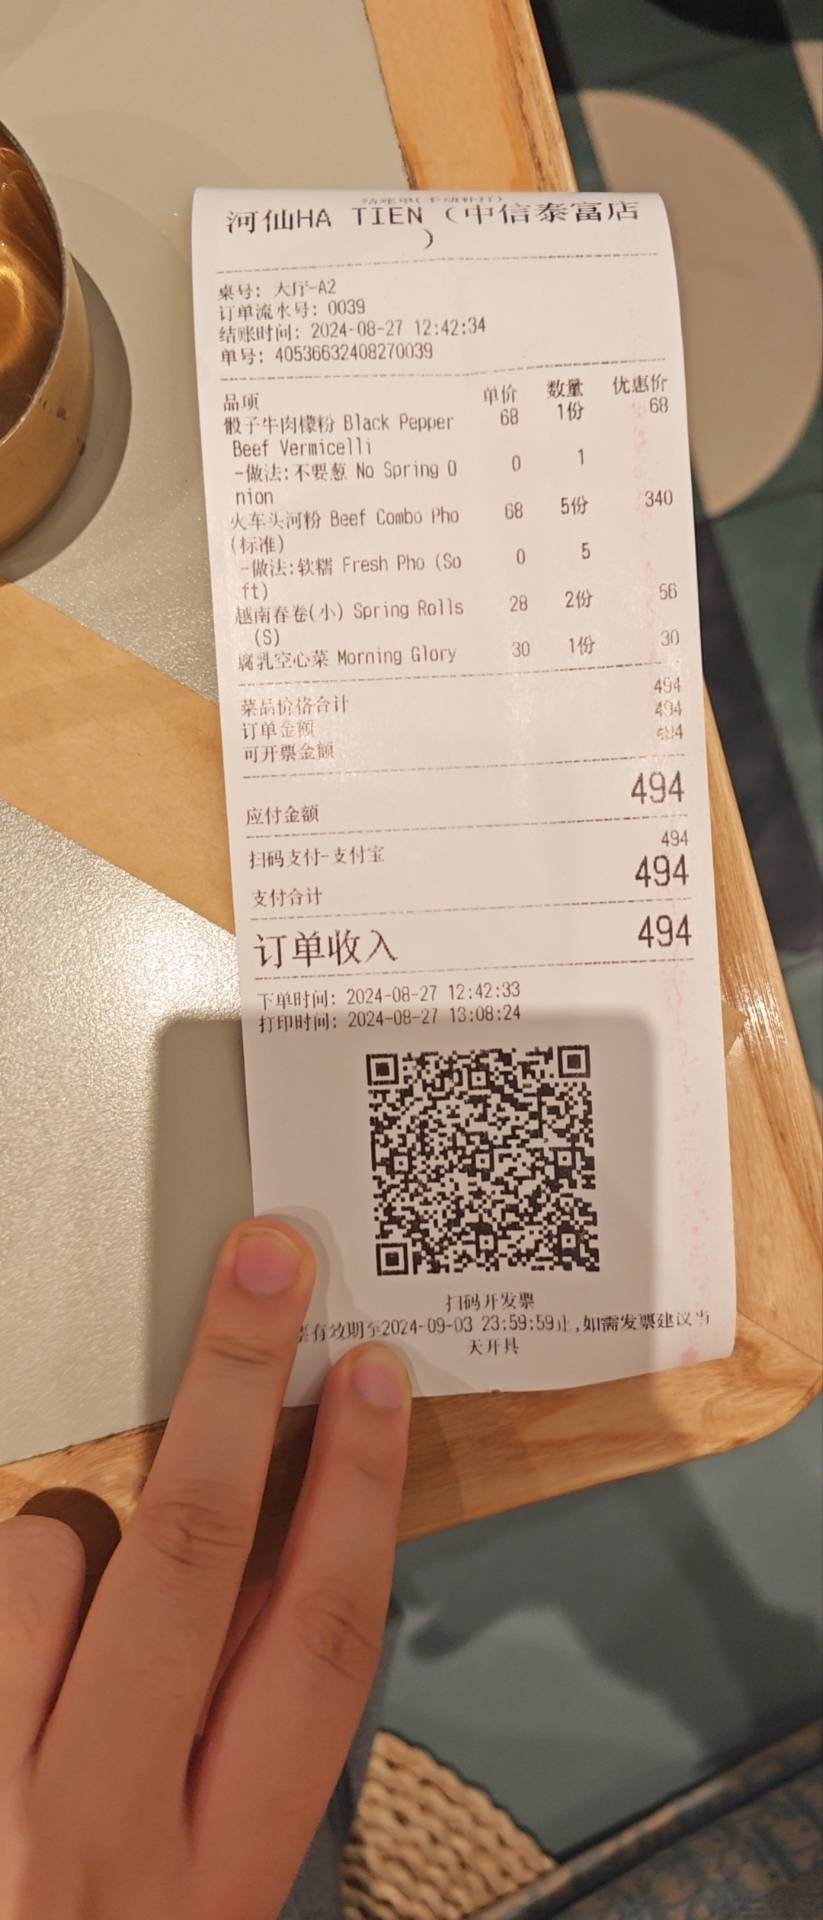 结账单(手动补打)
河仙HA TIEN (中信泰富店
)
桌号: 大厅-A2
订单流水号: 0039
结账时间: 2024-08-27 12:42:34
单号: 40536632408270039
品项 单价 数量 优惠价
骰子牛肉檬粉 Black Pepper 68 1份 68
Beef Vermicelli
-做法:不要葱 No Spring O 0 1
nion
火车头河粉 Beef Combo Pho 68 5份 340
(标准)
-做法:软糯 Fresh Pho (So 0 5
ft)
越南春卷(小) Spring Rolls 28 2份 56
(S)
腐乳空心菜 Morning Glory 30 1份 30
菜品价格合计 494
订单金额 494
可开票金额 494
应付金额 494
扫码支付-支付宝 494
支付合计 494
订单收入 494
下单时间: 2024-08-27 12:42:33
打印时间: 2024-08-27 13:08:24
扫码开发票
票有效期至2024-09-03 23:59:59止,如需发票建议当
天开具